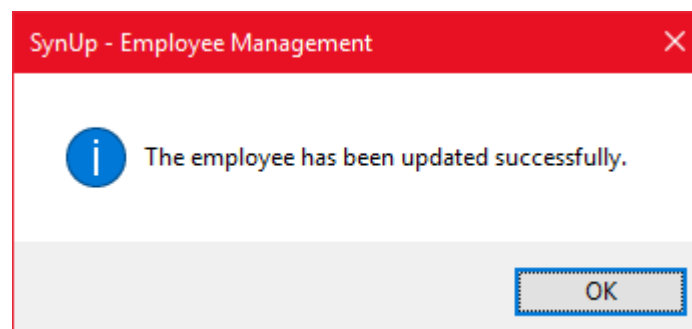 SynUp - Employee Management
The employee has been updated successfully.
OK